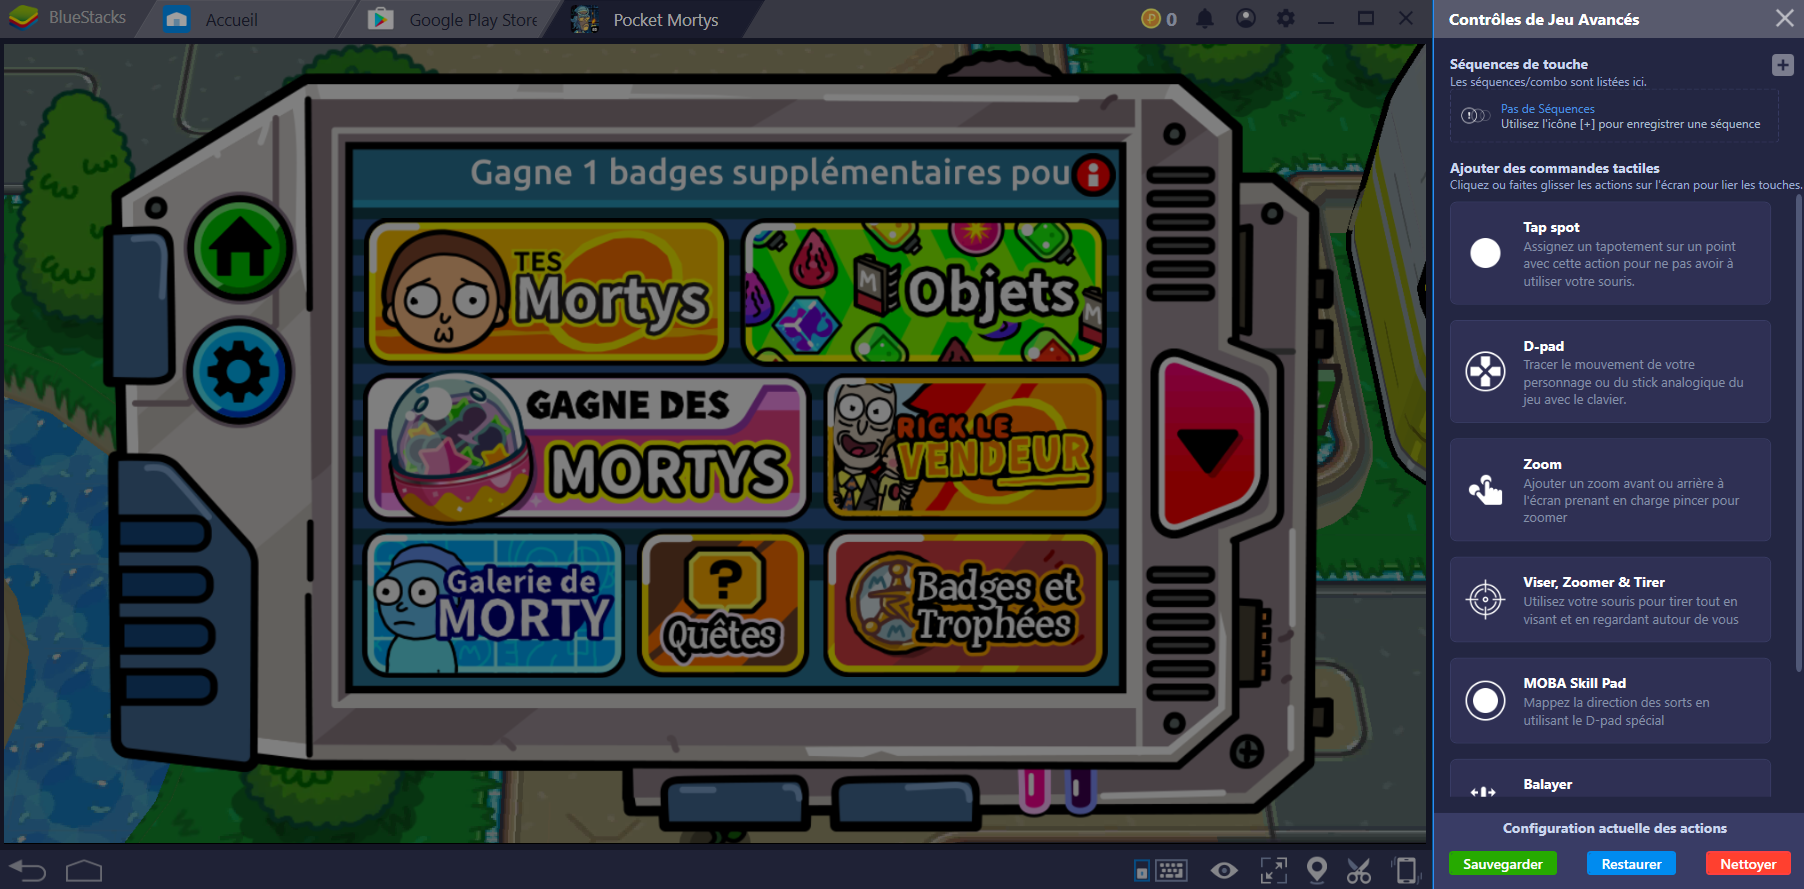 BlueStacks
Accueil
Google Play Store
Pocket Mortys
0
Contrôles de Jeu Avancés
Séquences de touche
Les séquences/combo sont listées ici.
Pas de Séquences
Utilisez l'icône [+] pour enregistrer une séquence
Ajouter des commandes tactiles
Cliquez ou faites glisser les actions sur l'écran pour lier les touches.
Tap spot
Assignez un tapotement sur un point
avec cette action pour ne pas avoir à
utiliser votre souris.
D-pad
Tracer le mouvement de votre
personnage ou du stick analogique du
jeu avec le clavier.
Zoom
Ajouter un zoom avant ou arrière à
l'écran prenant en charge pincer pour
zoomer
Viser, Zoomer & Tirer
Utilisez votre souris pour tirer tout en
visant et en regardant autour de vous
MOBA Skill Pad
Mappez la direction des sorts en
utilisant le D-pad spécial
Balayer
Configuration actuelle des actions
Sauvegarder
Restaurer
Nettoyer
Gagne 1 badges supplémentaires pou
TES
Mortys
M
Objets
M
GAGNE DES
MORTYS
RICK LE
VENDEUR
Galerie de
MORTY
?
Quêtes
M
Badges et
Trophées